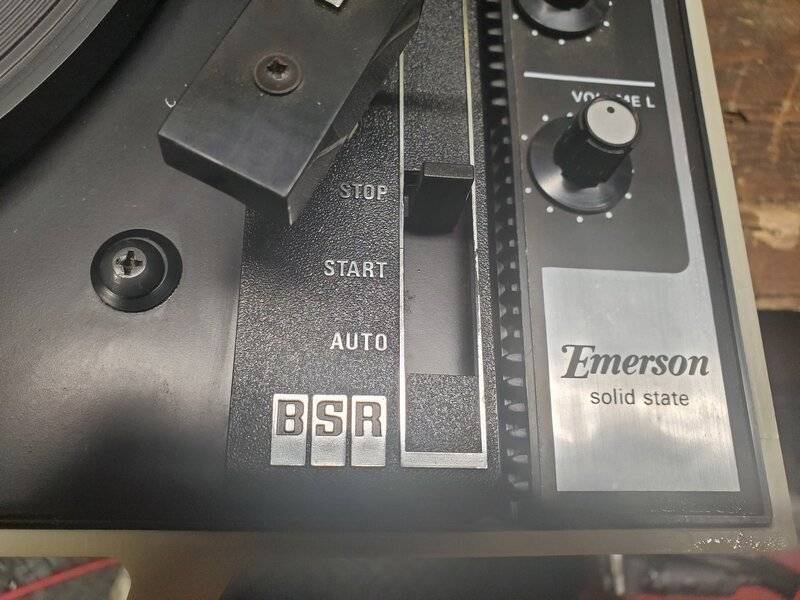 VOLUME L
STOP
START
AUTO
BSR
Emerson
solid state